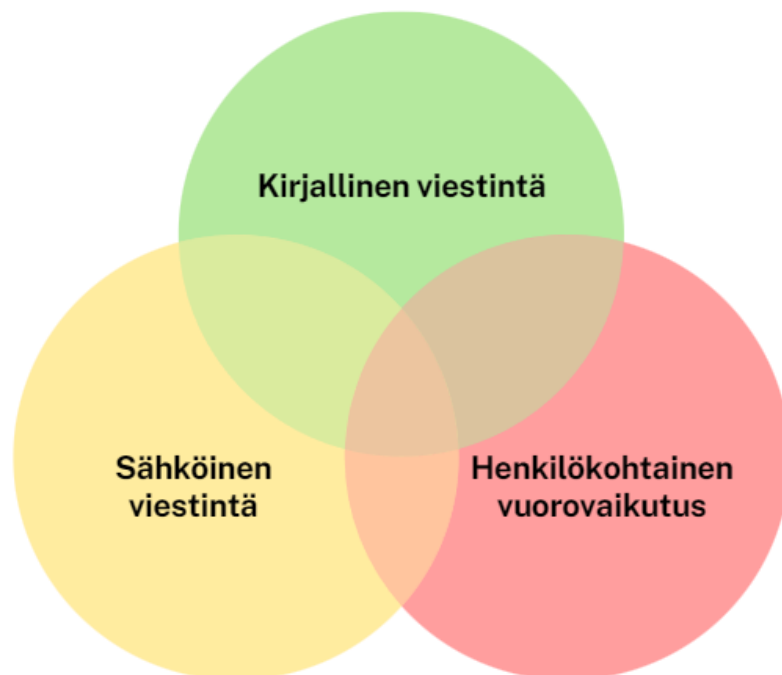 Kirjallinen viestintä
Sähköinen
viestintä
Henkilökohtainen
vuorovaikutus